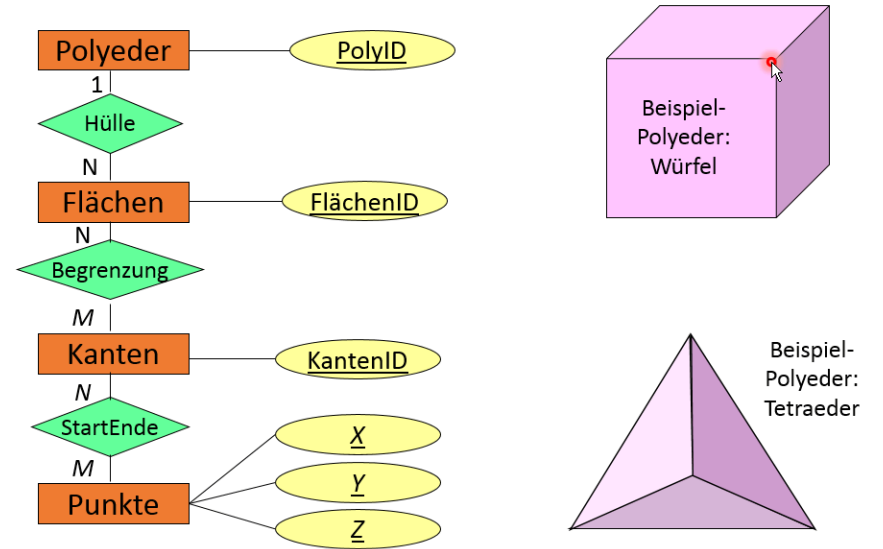 Polyeder
PolyID
1
Hülle
N
Flächen
FlächenID
N
Begrenzung
M
Kanten
KantenID
N
StartEnde
M
Punkte
X
Y
Z
Beispiel-
Polyeder:
Würfel
Beispiel-
Polyeder:
Tetraeder